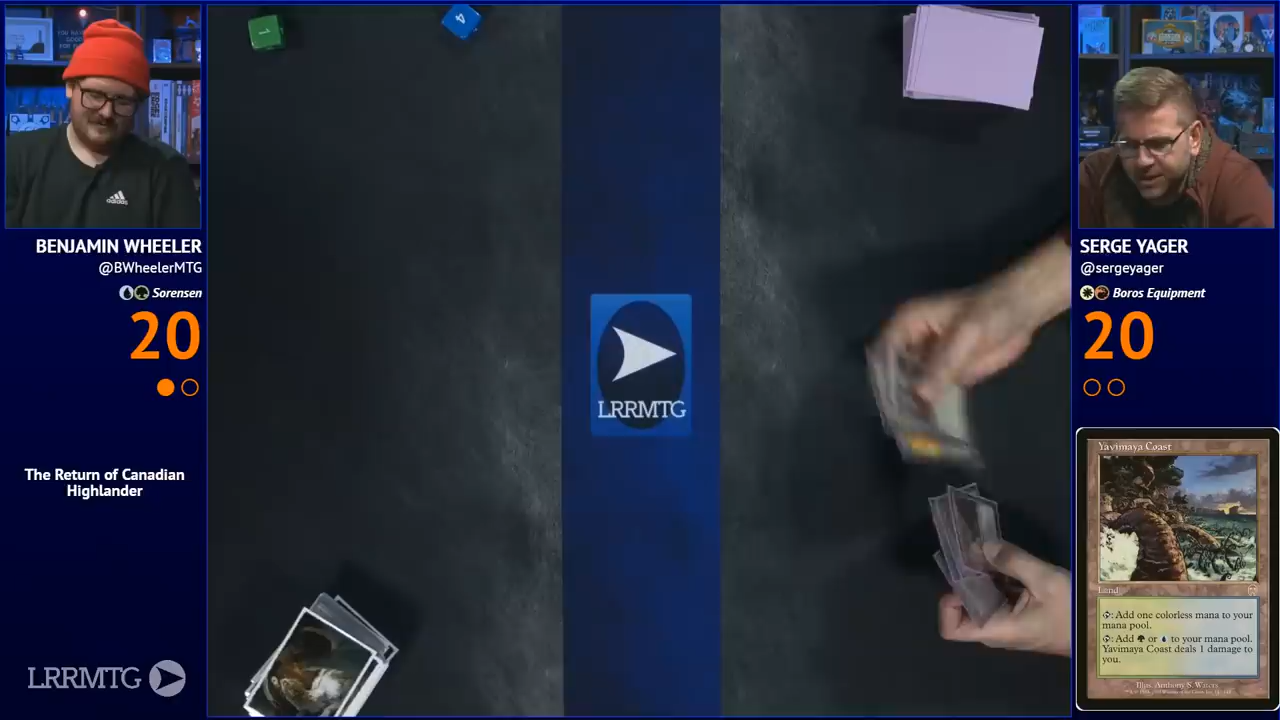 BENJAMIN WHEELER
@BWheelerMTG
Sorensen
20
The Return of Canadian
Highlander
LRRMTG
1
4
LRRMTG
SERGE YAGER
@sergeyager
Boros Equipment
20
Yavimaya Coast
Land
: Add one colorless mana to your
mana pool.
: Add or to your mana pool.
Yavimaya Coast deals 1 damage to
you.
Illus. Anthony S. Waters
adidas